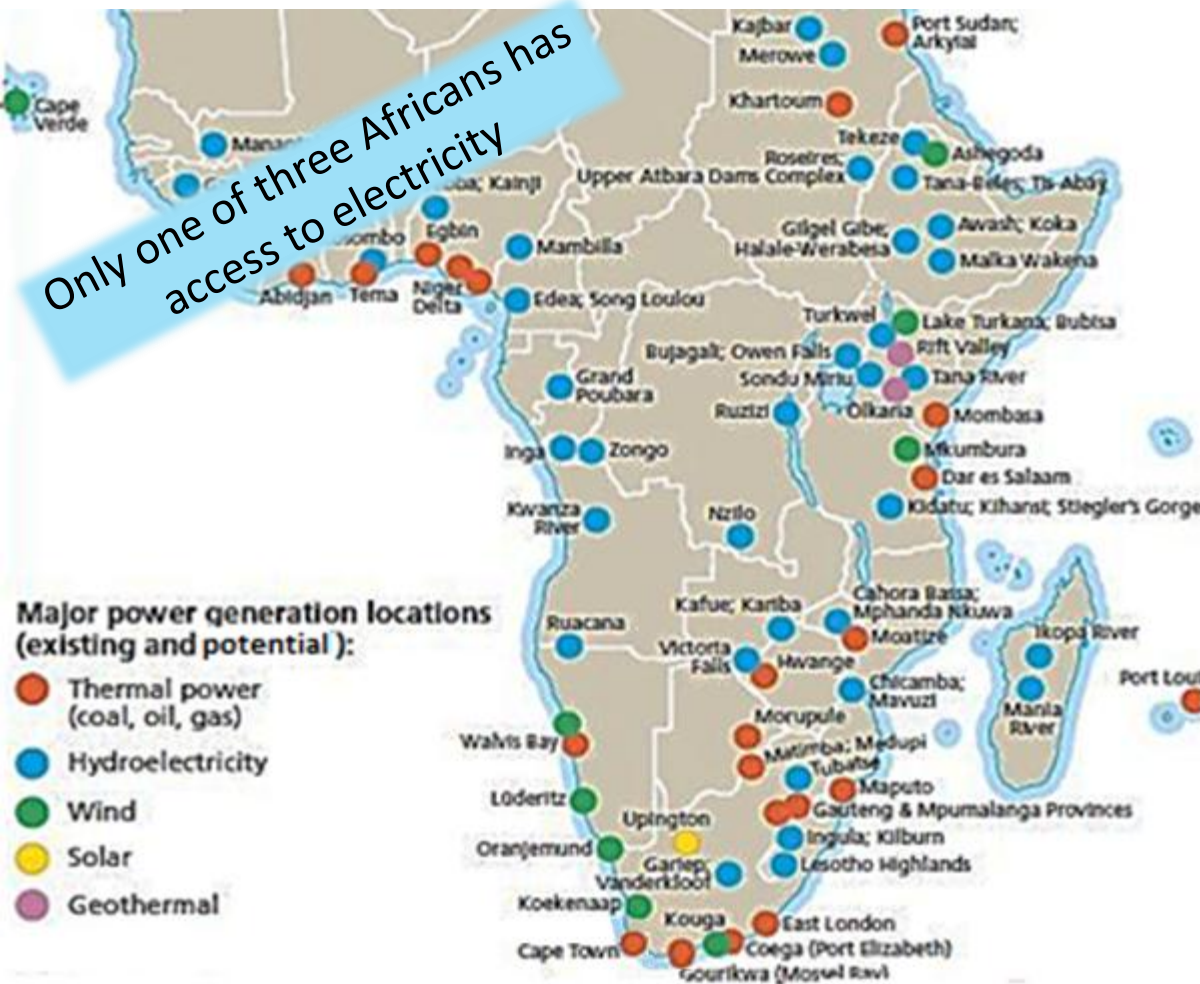 Only one of three Africans has
access to electricity
Kajbar
Port Sudan;
Arkyiai
Merowe
Cape
Verde
Khartoum
Tekeze
Ashegoda
Roseires;
Upper Atbara Dams Complex
Tana-Beles; Tis-Abay
Kainji
Egbin
Mambilla
Gilgel Gibe;
Halale-Werabesa
Awash; Koka
Malka Wakena
Abidjan
Tema
Niger
Delta
Edea; Song Loulou
Turkwel
Lake Turkana; Bubisa
Bujagali; Owen Falls
Rift Valley
Sondu Miriu
Tana River
Grand
Poubara
Ruzizi
Olkaria
Mombasa
Inga
Zongo
Mkumbura
Dar es Salaam
Kwanza
River
Nzilo
Kidatu; Kihansi; Stiegler's Gorge
Major power generation locations
(existing and potential ):
Thermal power
(coal, oil, gas)
Hydroelectricity
Wind
Solar
Geothermal
Kafue; Kariba
Cahora Bassa;
Mphanda Nkuwa
Ruacana
Moatize
Ikopa River
Victoria
Falls
Hwange
Chicamba;
Mavuzi
Port Loui
Mania
River
Morupule
Walvis Bay
Matimba; Medupi
Tubatse
Maputo
Lüderitz
Gauteng & Mpumalanga Provinces
Upington
Ingula; Kilburn
Oranjemund
Gariep;
Vanderkloof
Lesotho Highlands
Koekenaap
Kouga
East London
Cape Town
Coega (Port Elizabeth)
Gourikwa (Mossel Bay)